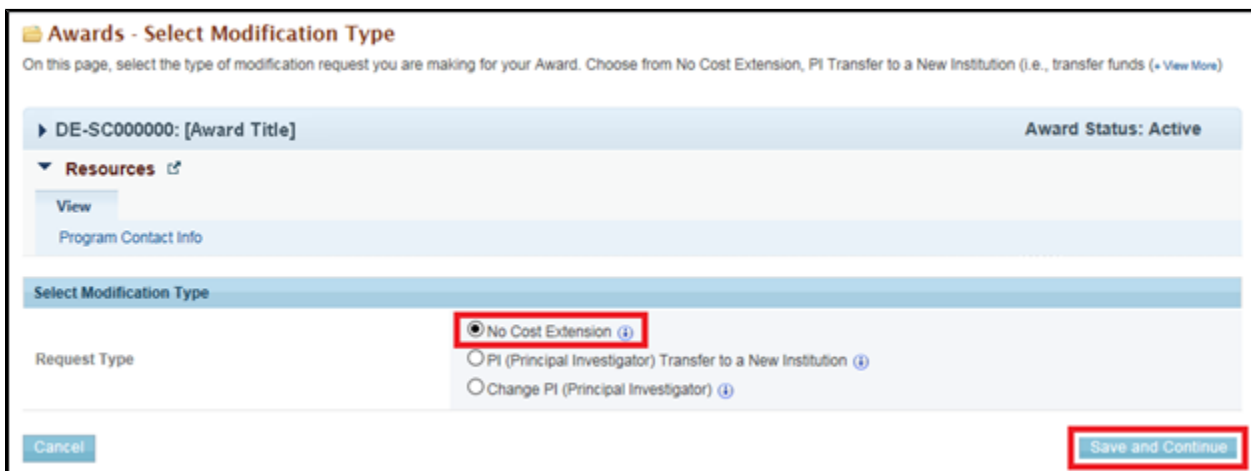 Awards - Select Modification Type
On this page, select the type of modification request you are making for your Award. Choose from No Cost Extension, PI Transfer to a New Institution (i.e., transfer funds (+ View More)
DE-SC000000: [Award Title] Award Status: Active
Resources
View
Program Contact Info
Select Modification Type
No Cost Extension
Request Type
PI (Principal Investigator) Transfer to a New Institution
Change PI (Principal Investigator)
Cancel Save and Continue